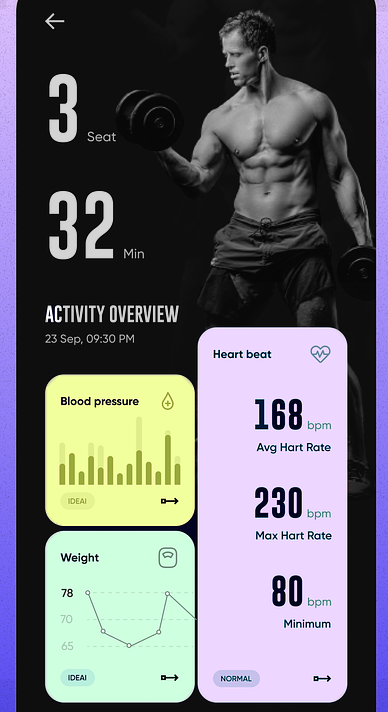 3 Seat
32 Min
ACTIVITY OVERVIEW
23 Sep, 09:30 PM
Blood pressure
IDEAI
Weight
78
70
65
IDEAI
Heart beat
168 bpm
Avg Hart Rate
230 bpm
Max Hart Rate
80 bpm
Minimum
NORMAL